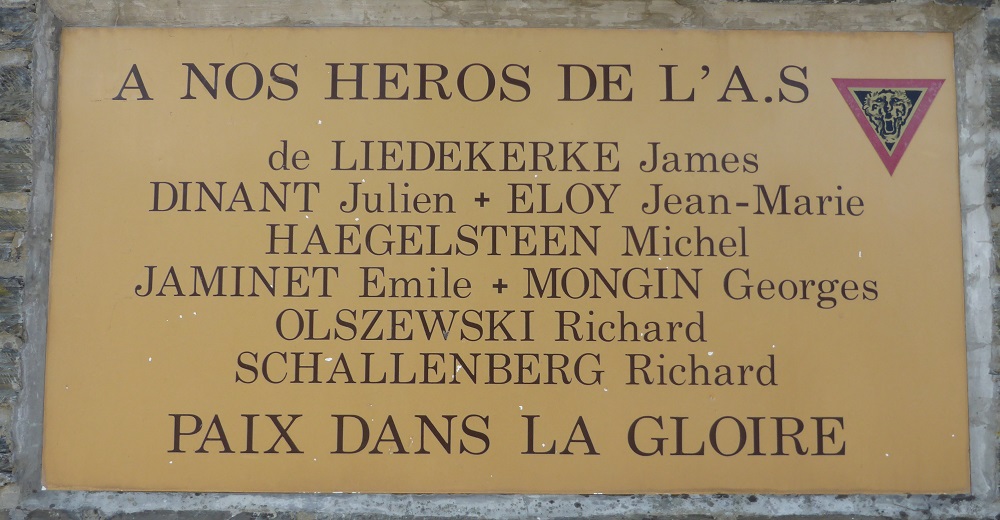 A NOS HEROS DE L'A.S
de LIEDEKERKE James
DINANT Julien + ELOY Jean-Marie
HAEGELSTEEN Michel
JAMINET Emile + MONGIN Georges
OLSZEWSKI Richard
SCHALLENBERG Richard
PAIX DANS LA GLOIRE